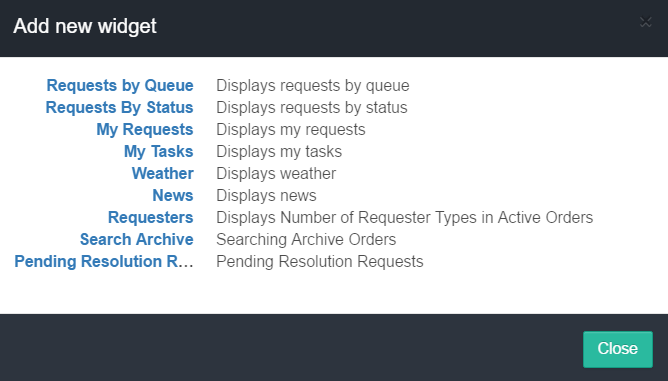 Add new widget
×
Requests by Queue Displays requests by queue
Requests By Status Displays requests by status
My Requests Displays my requests
My Tasks Displays my tasks
Weather Displays weather
News Displays news
Requesters Displays Number of Requester Types in Active Orders
Search Archive Searching Archive Orders
Pending Resolution R... Pending Resolution Requests
Close